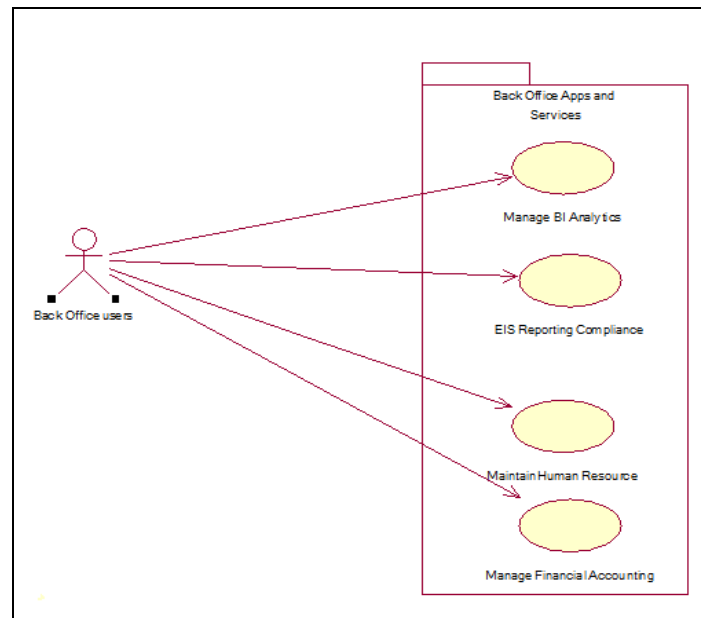 Back Office Apps and
Services
Manage BI Analytics
EIS Reporting Compliance
Back Office users
Maintain Human Resource
Manage Financial Accounting